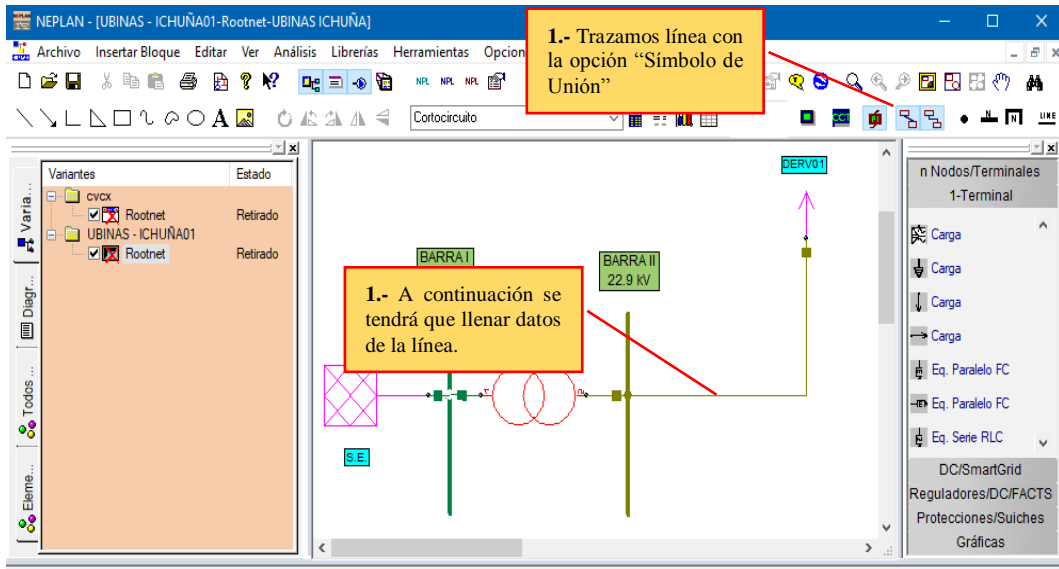 NEPLAN - [UBINAS - ICHUÑA01-Rootnet-UBINAS ICHUÑA]
Archivo Insertar Bloque Editar Ver Análisis Librerías Herramientas Opcion
1.- Trazamos línea con
la opción “Símbolo de
Unión”
NPL NPL NPL
Cortocircuito
CCT
N
N
LINE
Varia...
Diagr...
Todos ...
Eleme...
Variantes Estado
cvcx
Rootnet Retirado
UBINAS - ICHUÑA01
Rootnet Retirado
DERV01
BARRA I
BARRA II
22.9 kV
1.- A continuación se
tendrá que llenar datos
de la línea.
S.E.
n Nodos/Terminales
1-Terminal
Carga
Carga
Carga
Carga
Eq. Paralelo FC
Eq. Paralelo FC
Eq. Serie RLC
DC/SmartGrid
Reguladores/DC/FACTS
Protecciones/Suiches
Gráficas